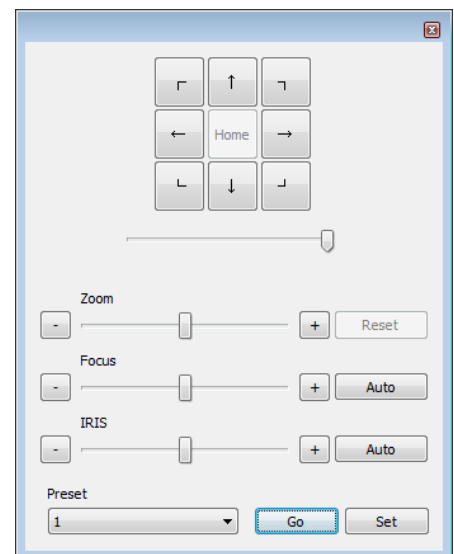 ┌ ↑ ┐
← Home →
└ ↓ ┘
Zoom
- + Reset
Focus
- + Auto
IRIS
- + Auto
Preset
1 Go Set